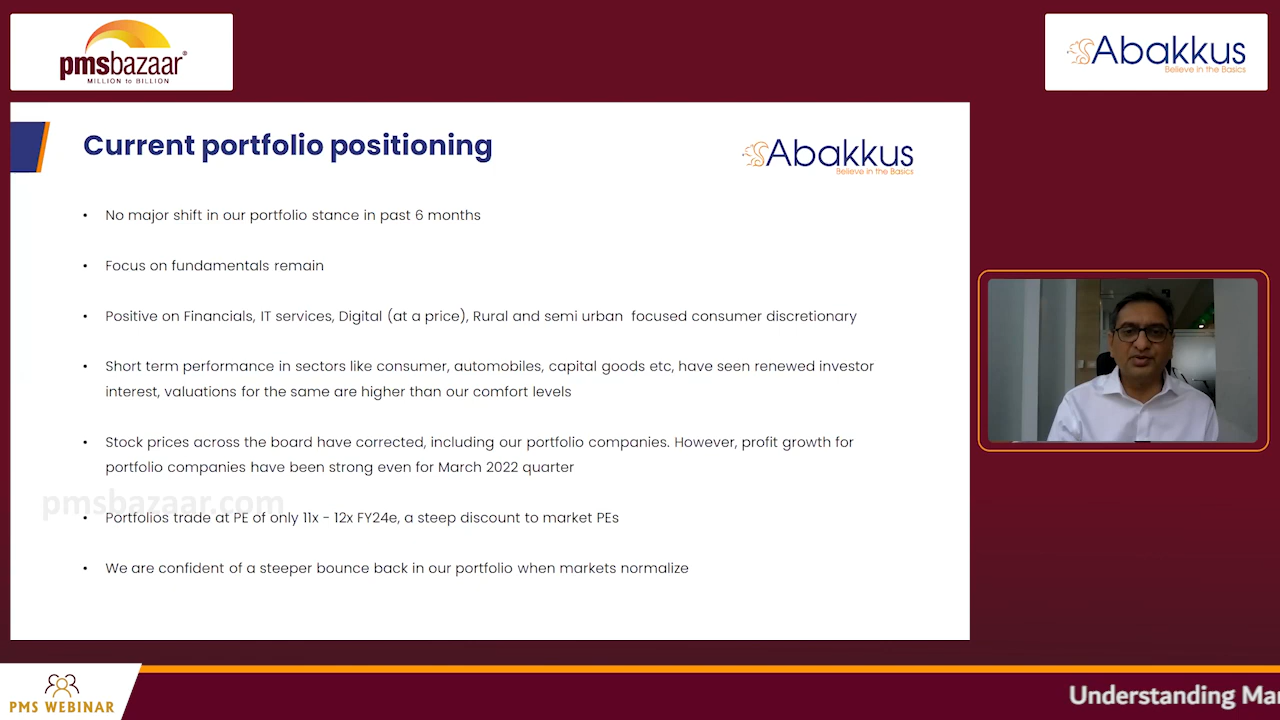 pmsbazaar®
MILLION to BILLION
Abakkus
Believe in the Basics
Current portfolio positioning
Abakkus
Believe in the Basics
• No major shift in our portfolio stance in past 6 months
• Focus on fundamentals remain
• Positive on Financials, IT services, Digital (at a price), Rural and semi urban focused consumer discretionary
• Short term performance in sectors like consumer, automobiles, capital goods etc, have seen renewed investor
interest, valuations for the same are higher than our comfort levels
• Stock prices across the board have corrected, including our portfolio companies. However, profit growth for
portfolio companies have been strong even for March 2022 quarter
pmsbazaar.com
• Portfolios trade at PE of only 11x - 12x FY24e, a steep discount to market PEs
• We are confident of a steeper bounce back in our portfolio when markets normalize
PMS WEBINAR
Understanding